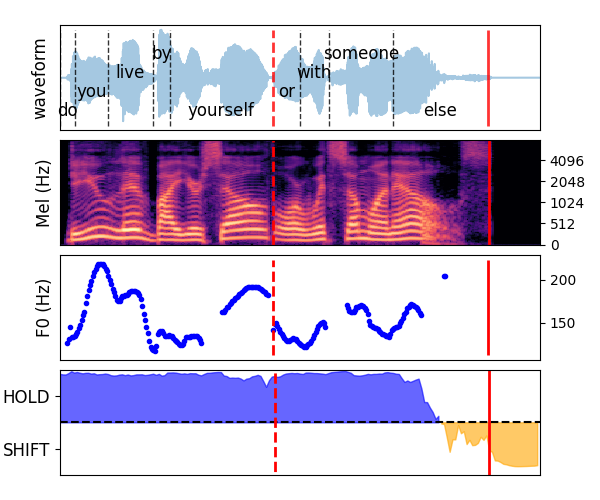 waveform
do
you
live
by
yourself
or
with
someone
else
Mel (Hz)
4096
2048
1024
512
0
F0 (Hz)
200
150
HOLD
SHIFT